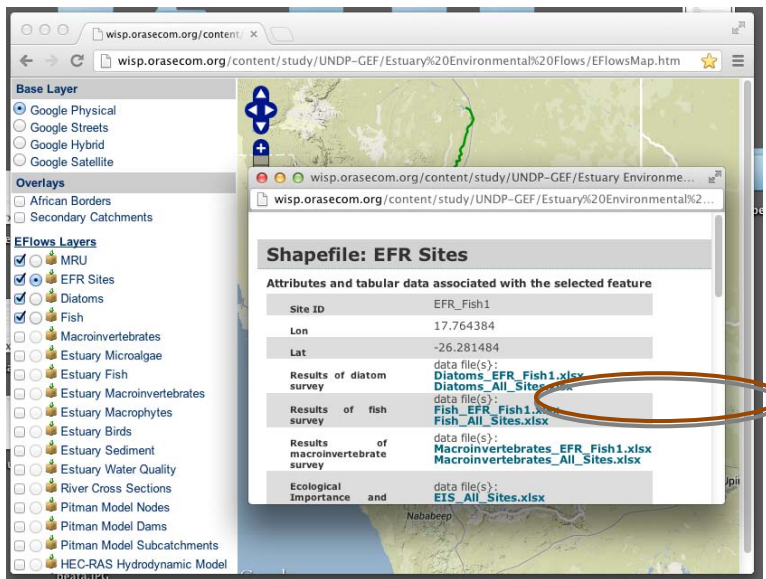 wisp.orasecom.org/content/
wisp.orasecom.org/content/study/UNDP-GEF/Estuary%20Environmental%20Flows/EFlowsMap.htm
Base Layer
Google Physical
Google Streets
Google Hybrid
Google Satellite
Overlays
African Borders
Secondary Catchments
EFlows Layers
MRU
EFR Sites
Diatoms
Fish
Macroinvertebrates
Estuary Microalgae
Estuary Fish
Estuary Macroinvertebrates
Estuary Macrophytes
Estuary Birds
Estuary Sediment
Estuary Water Quality
River Cross Sections
Pitman Model Nodes
Pitman Model Dams
Pitman Model Subcatchments
HEC-RAS Hydrodynamic Model
wisp.orasecom.org/content/study/UNDP-GEF/Estuary Environme...
wisp.orasecom.org/content/study/UNDP-GEF/Estuary%20Environmental%2...
Shapefile: EFR Sites
Attributes and tabular data associated with the selected feature
Site ID EFR_Fish1
Lon 17.764384
Lat -26.281484
Results of diatom survey data file(s}:
Diatoms_EFR_Fish1.xlsx
Diatoms_All_Sites.xlsx
Results of fish survey data file(s}:
Fish_EFR_Fish1.xlsx
Fish_All_Sites.xlsx
Results of macroinvertebrate survey data file(s}:
Macroinvertebrates_EFR_Fish1.xlsx
Macroinvertebrates_All_Sites.xlsx
Ecological Importance and data file(s}:
EIS_All_Sites.xlsx
Nababeep